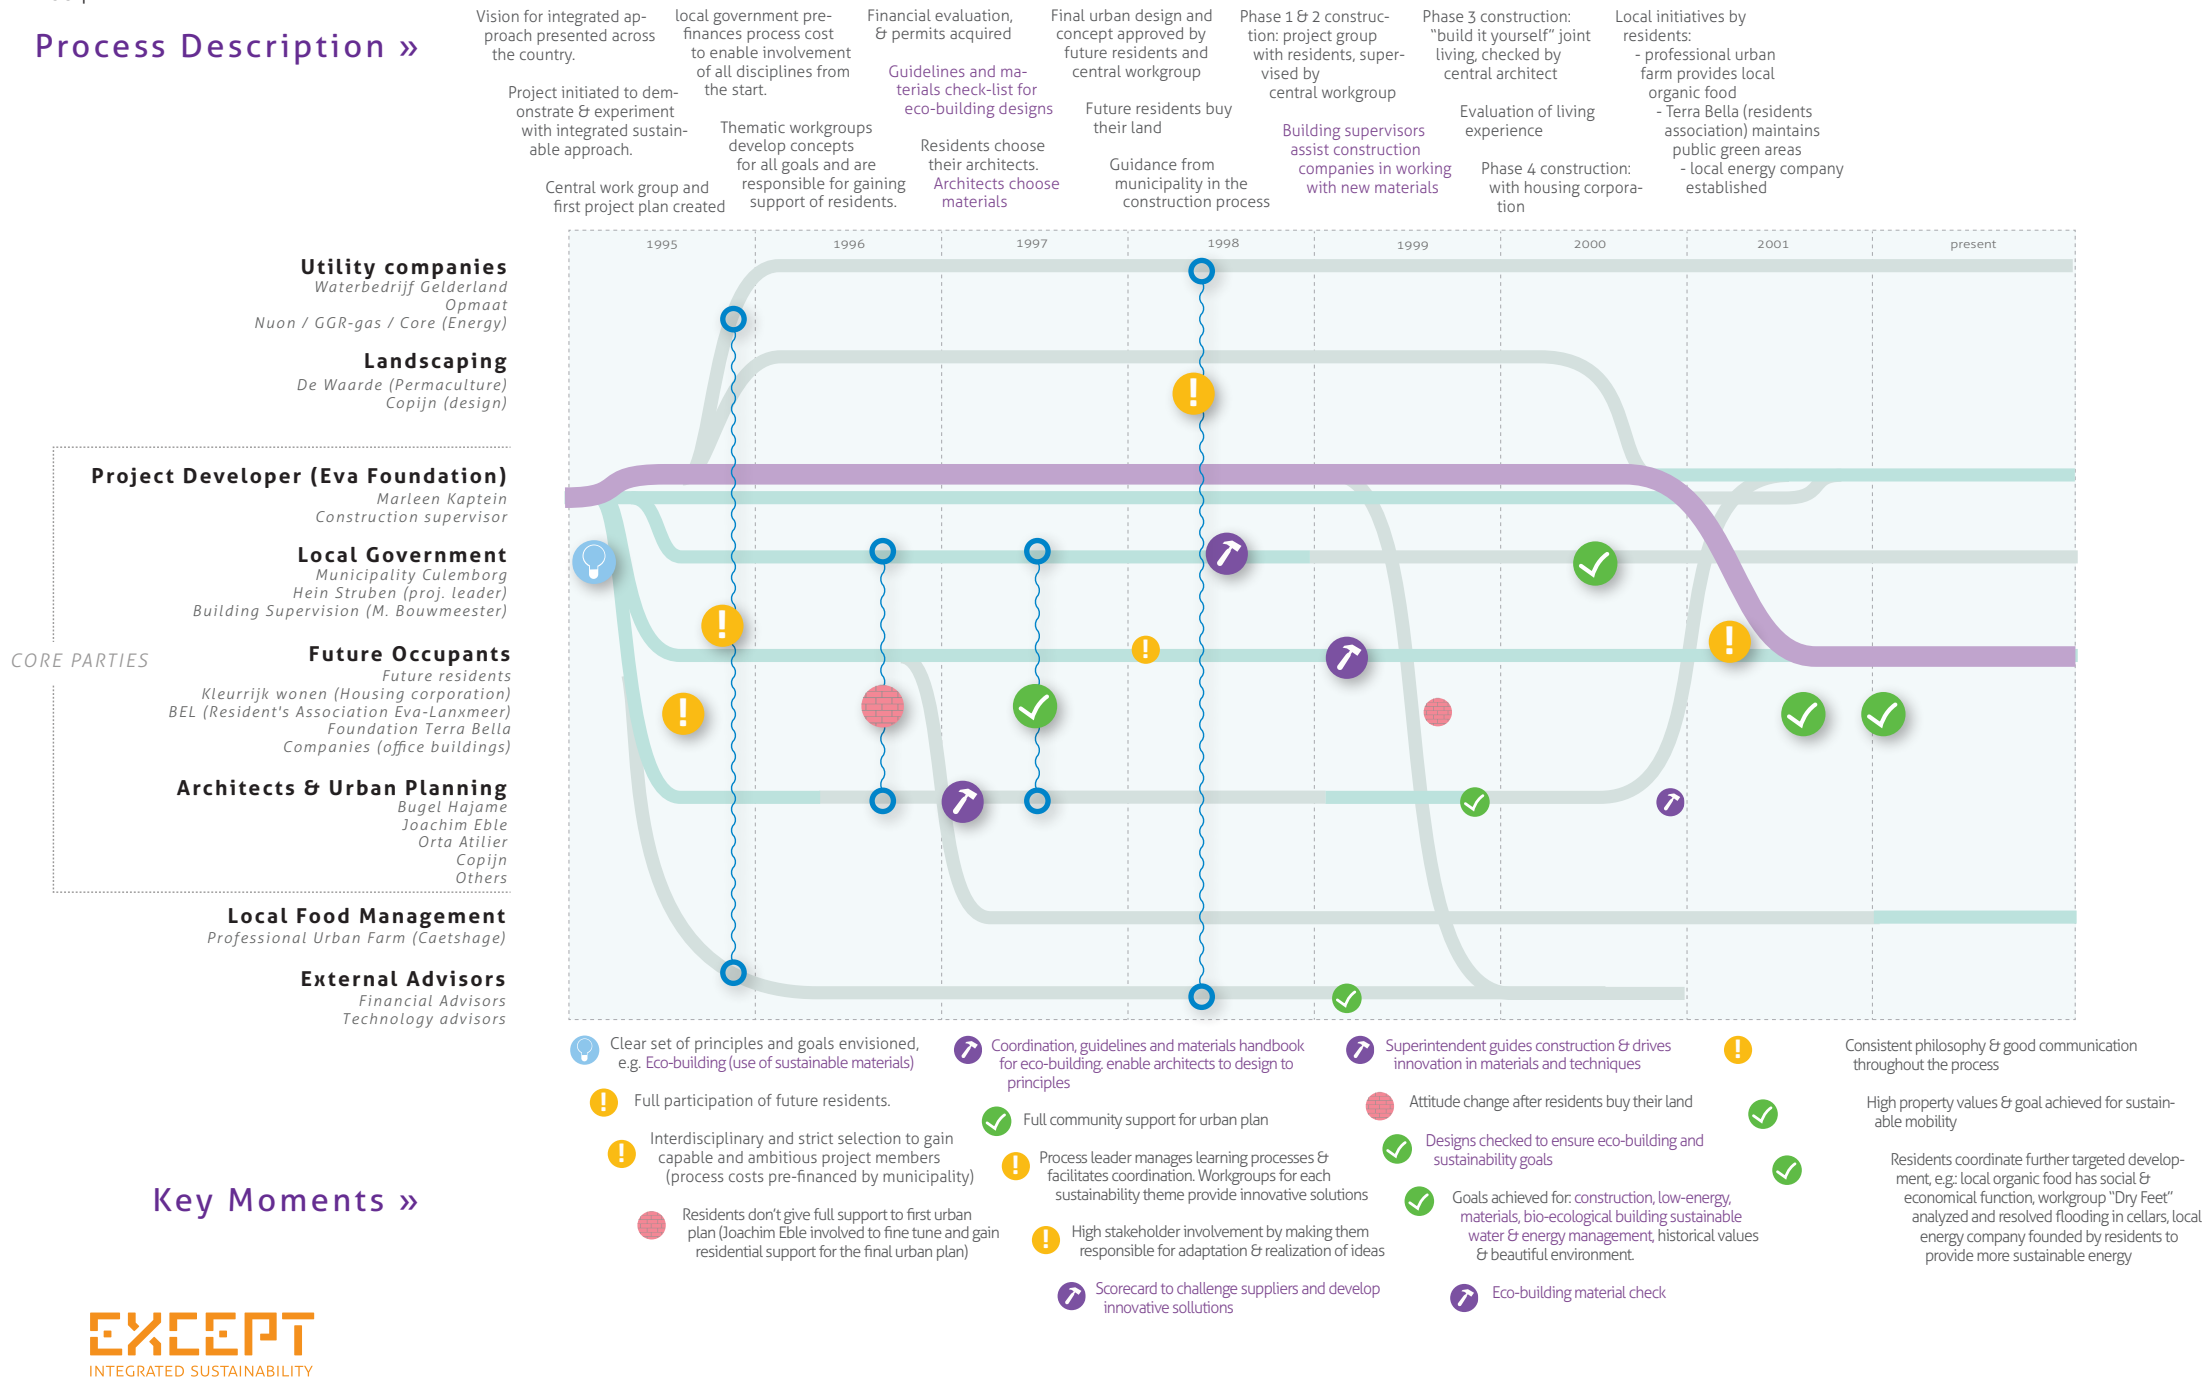 Process Description »
Vision for integrated ap-
proach presented across
the country.
Project initiated to dem-
onstrate & experiment
with integrated sustain-
able approach.
Central work group and
first project plan created
local government pre-
finances process cost
to enable involvement
of all disciplines from
the start.
Thematic workgroups
develop concepts
for all goals and are
responsible for gaining
support of residents.
Financial evaluation,
& permits acquired
Guidelines and ma-
terials check-list for
eco-building designs
Residents choose
their architects.
Architects choose
materials
Final urban design and
concept approved by
future residents and
central workgroup
Future residents buy
their land
Guidance from
municipality in the
construction process
Phase 1 & 2 construc-
tion: project group
with residents, super-
vised by
central workgroup
Building supervisors
assist construction
companies in working
with new materials
Phase 3 construction:
“build it yourself” joint
living, checked by
central architect
Evaluation of living
experience
Phase 4 construction:
with housing corpora-
tion
Local initiatives by
residents:
- professional urban
farm provides local
organic food
- Terra Bella (residents
association) maintains
public green areas
- local energy company
established
1995
1996
1997
1998
1999
2000
2001
present
Utility companies
Waterbedrijf Gelderland
Opmaat
Nuon / GGR-gas / Core (Energy)
Landscaping
De Waarde (Permaculture)
Copijn (design)
Project Developer (Eva Foundation)
Marleen Kaptein
Construction supervisor
Local Government
Municipality Culemborg
Hein Struben (proj. leader)
Building Supervision (M. Bouwmeester)
CORE PARTIES
Future Occupants
Future residents
Kleurrijk wonen (Housing corporation)
BEL (Resident's Association Eva-Lanxmeer)
Foundation Terra Bella
Companies (office buildings)
Architects & Urban Planning
Bugel Hajame
Joachim Eble
Orta Atilier
Copijn
Others
Local Food Management
Professional Urban Farm (Caetshage)
External Advisors
Financial Advisors
Technology advisors
Key Moments »
Clear set of principles and goals envisioned,
e.g. Eco-building (use of sustainable materials)
Full participation of future residents.
Interdisciplinary and strict selection to gain
capable and ambitious project members
(process costs pre-financed by municipality)
Residents don’t give full support to first urban
plan (Joachim Eble involved to fine tune and gain
residential support for the final urban plan)
Coordination, guidelines and materials handbook
for eco-building. enable architects to design to
principles
Full community support for urban plan
Process leader manages learning processes &
facilitates coordination. Workgroups for each
sustainability theme provide innovative solutions
High stakeholder involvement by making them
responsible for adaptation & realization of ideas
Scorecard to challenge suppliers and develop
innovative sollutions
Superintendent guides construction & drives
innovation in materials and techniques
Attitude change after residents buy their land
Designs checked to ensure eco-building and
sustainability goals
Goals achieved for: construction, low-energy,
materials, bio-ecological building sustainable
water & energy management, historical values
& beautiful environment.
Eco-building material check
Consistent philosophy & good communication
throughout the process
High property values & goal achieved for sustain-
able mobility
Residents coordinate further targeted develop-
ment, e.g.: local organic food has social &
economical function, workgroup “Dry Feet”
analyzed and resolved flooding in cellars, local
energy company founded by residents to
provide more sustainable energy
EXCEPT
INTEGRATED SUSTAINABILITY